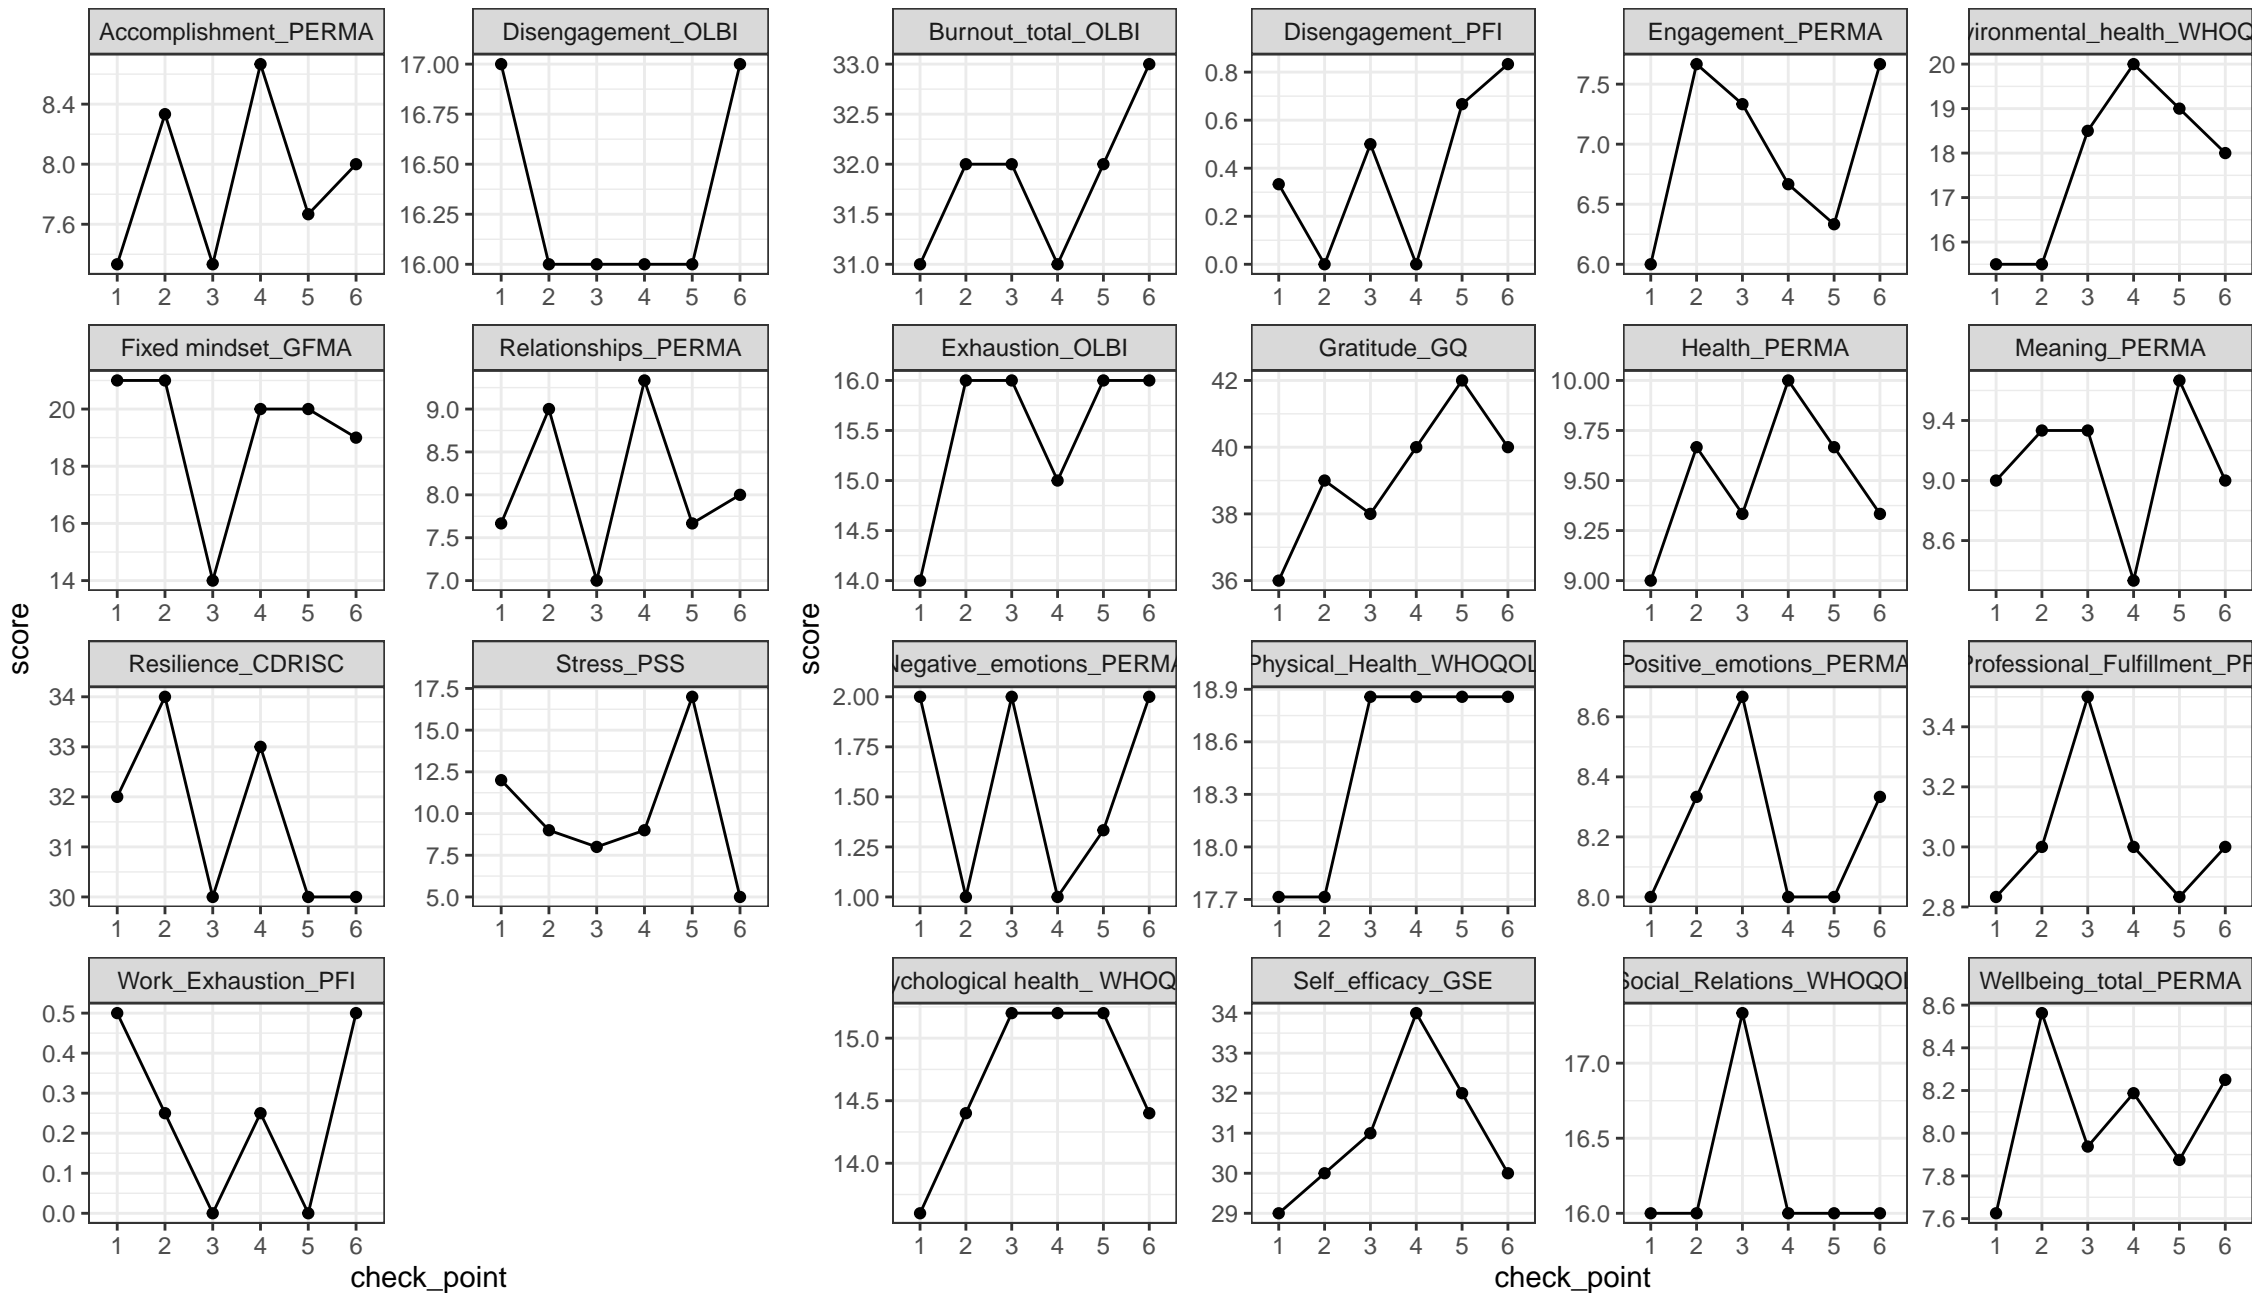 Accomplishment_PERMA
8.4
8.0
7.6
1 2 3 4 5 6
Disengagement_OLBI
17.00
16.75
16.50
16.25
16.00
1 2 3 4 5 6
Burnout_total_OLBI
33.0
32.5
32.0
31.5
31.0
1 2 3 4 5 6
Disengagement_PFI
0.8
0.6
0.4
0.2
0.0
1 2 3 4 5 6
Engagement_PERMA
7.5
7.0
6.5
6.0
1 2 3 4 5 6
vironmental_health_WHOQ
20
19
18
17
16
1 2 3 4 5 6
Fixed mindset_GFMA
20
18
16
14
1 2 3 4 5 6
Relationships_PERMA
9.0
8.5
8.0
7.5
7.0
1 2 3 4 5 6
Exhaustion_OLBI
16.0
15.5
15.0
14.5
14.0
1 2 3 4 5 6
Gratitude_GQ
42
40
38
36
1 2 3 4 5 6
Health_PERMA
10.00
9.75
9.50
9.25
9.00
1 2 3 4 5 6
Meaning_PERMA
9.4
9.0
8.6
1 2 3 4 5 6
score
score
Resilience_CDRISC
34
33
32
31
30
1 2 3 4 5 6
Stress_PSS
17.5
15.0
12.5
10.0
7.5
5.0
1 2 3 4 5 6
Negative_emotions_PERMA
2.00
1.75
1.50
1.25
1.00
1 2 3 4 5 6
Physical_Health_WHOQOL
18.9
18.6
18.3
18.0
17.7
1 2 3 4 5 6
Positive_emotions_PERMA
8.6
8.4
8.2
8.0
1 2 3 4 5 6
Professional_Fulfillment_PF
3.4
3.2
3.0
2.8
1 2 3 4 5 6
Work_Exhaustion_PFI
0.5
0.4
0.3
0.2
0.1
0.0
1 2 3 4 5 6
ychological health_ WHOQ
15.0
14.5
14.0
1 2 3 4 5 6
Self_efficacy_GSE
34
33
32
31
30
29
1 2 3 4 5 6
Social_Relations_WHOQOL
17.0
16.5
16.0
1 2 3 4 5 6
Wellbeing_total_PERMA
8.6
8.4
8.2
8.0
7.8
7.6
1 2 3 4 5 6
check_point
check_point